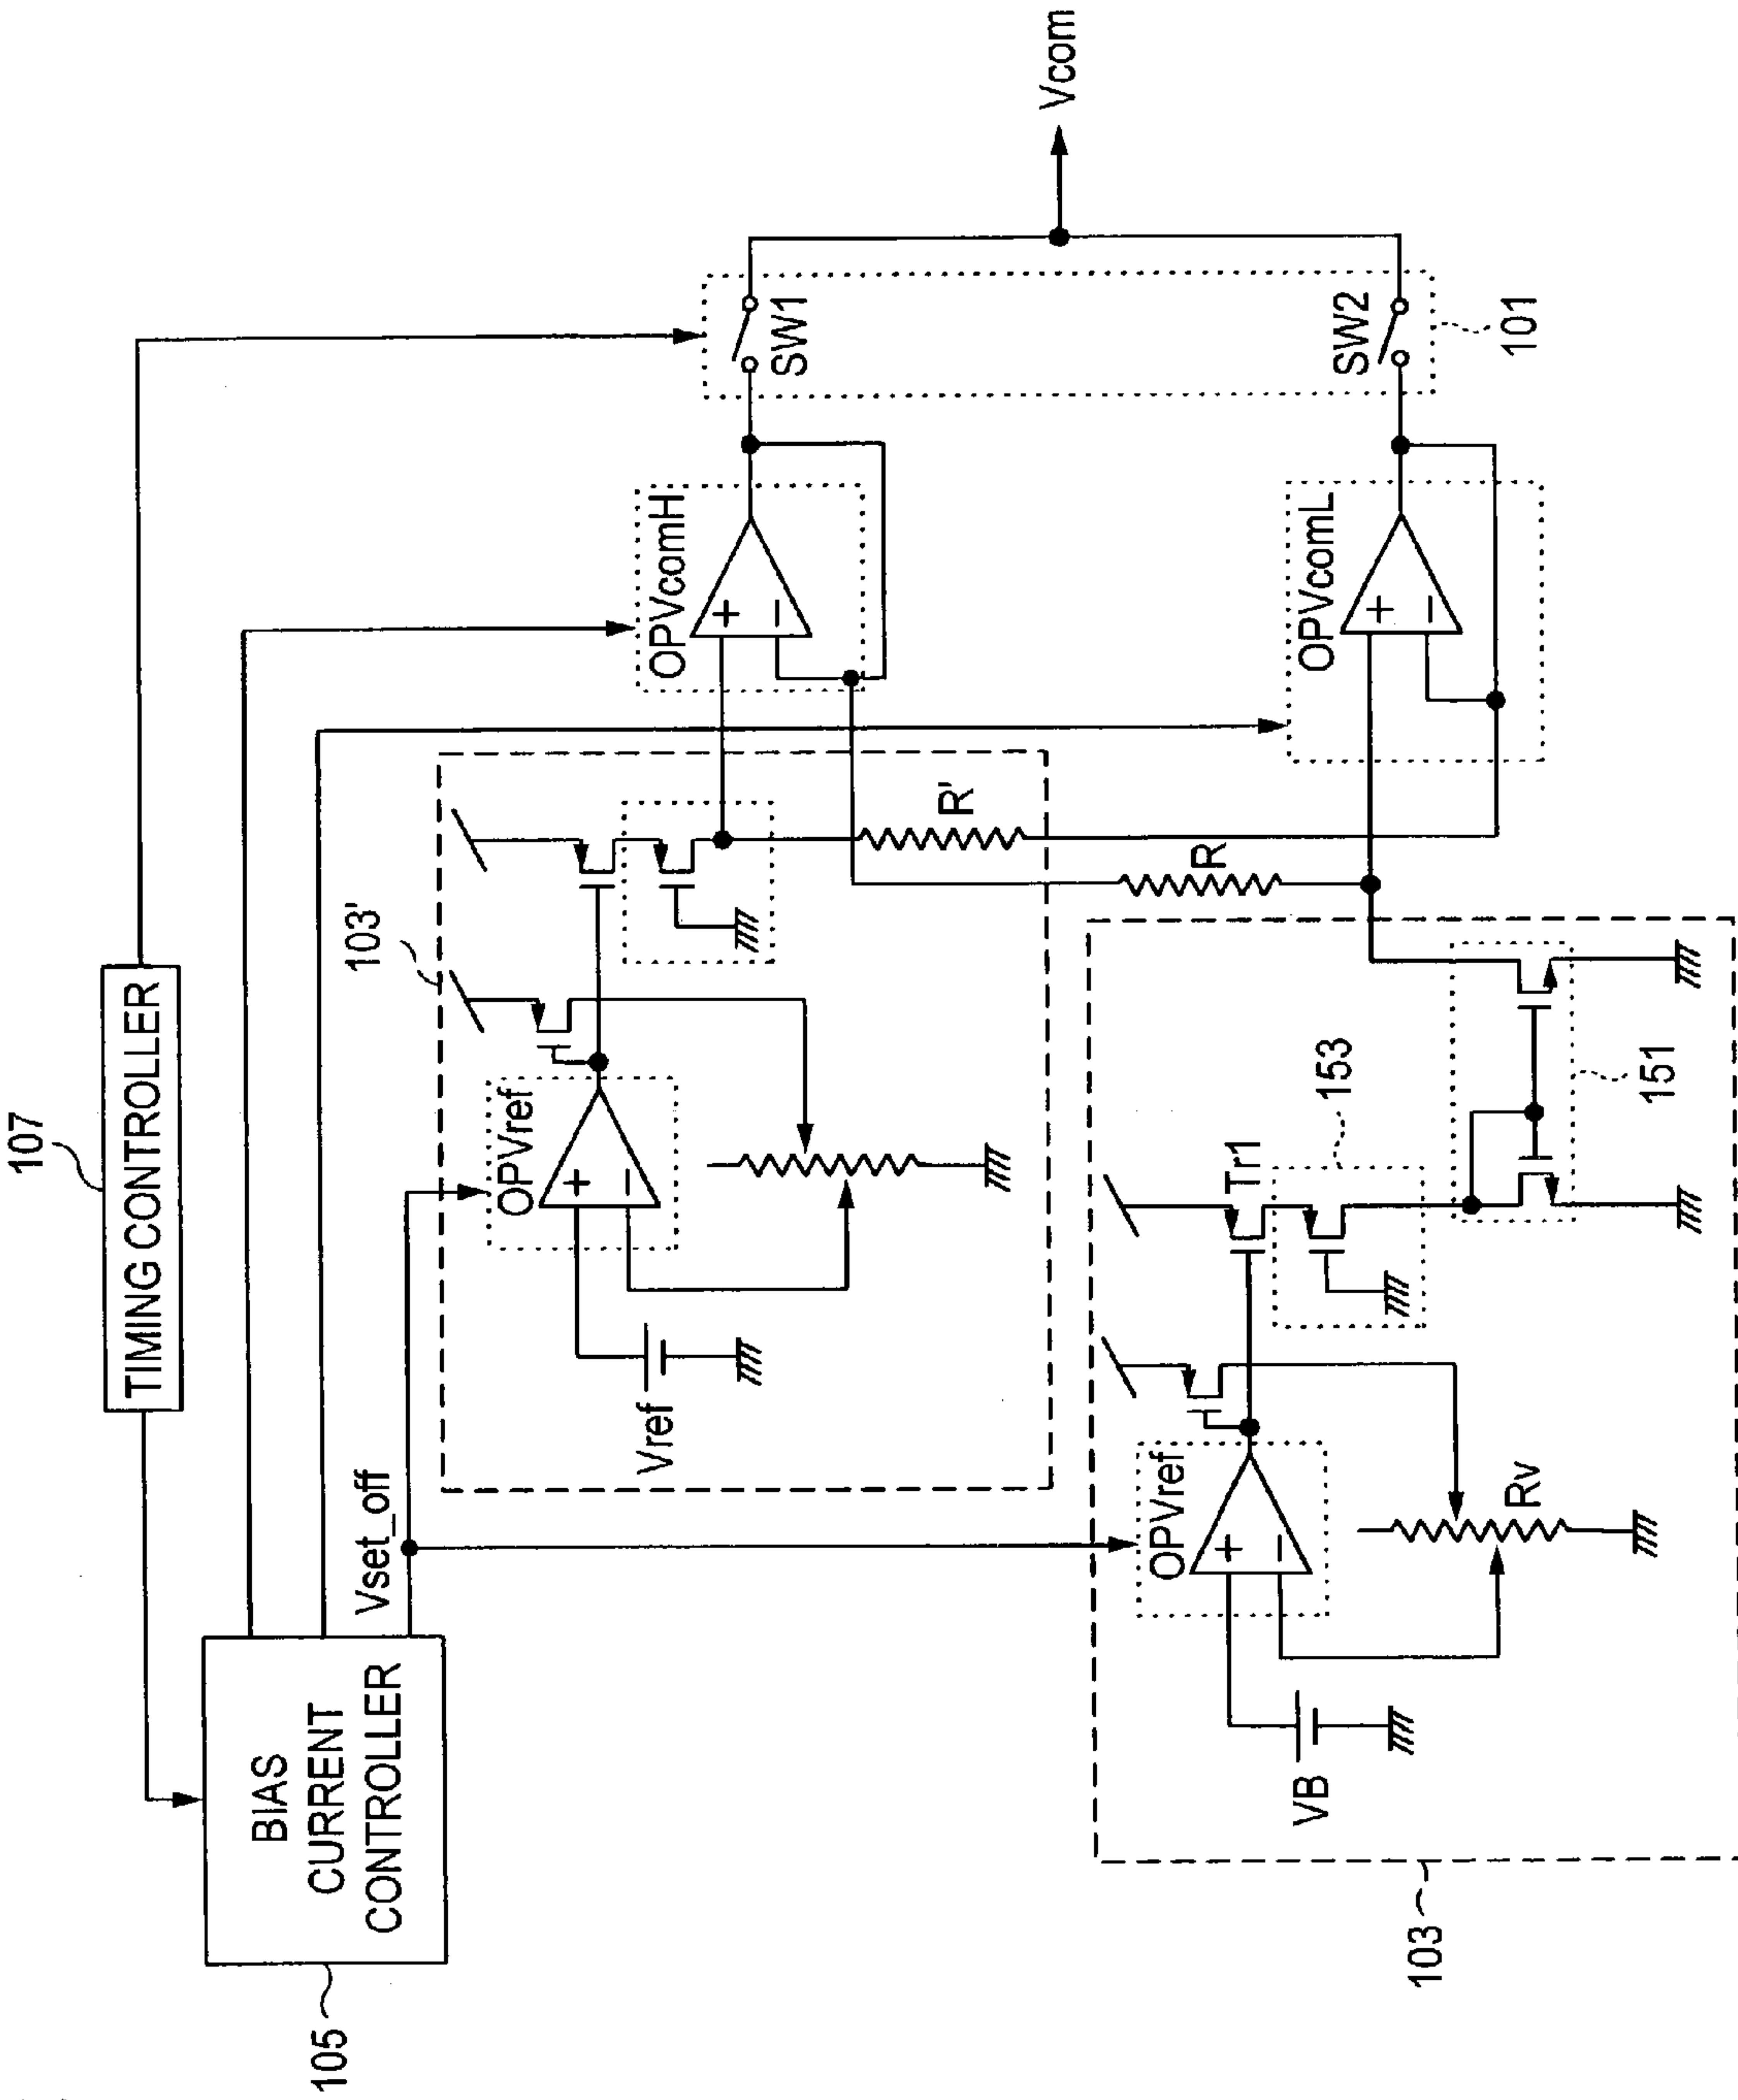 107
TIMING CONTROLLER
105
BIAS
CURRENT
CONTROLLER
Vset_off
103'
OPVref
+
−
Vref
R'
R
OPVcomH
+
−
SW1
Vcom
OPVcomL
+
−
SW2
101
103
OPVref
+
−
VB
Rv
Tr1
153
151